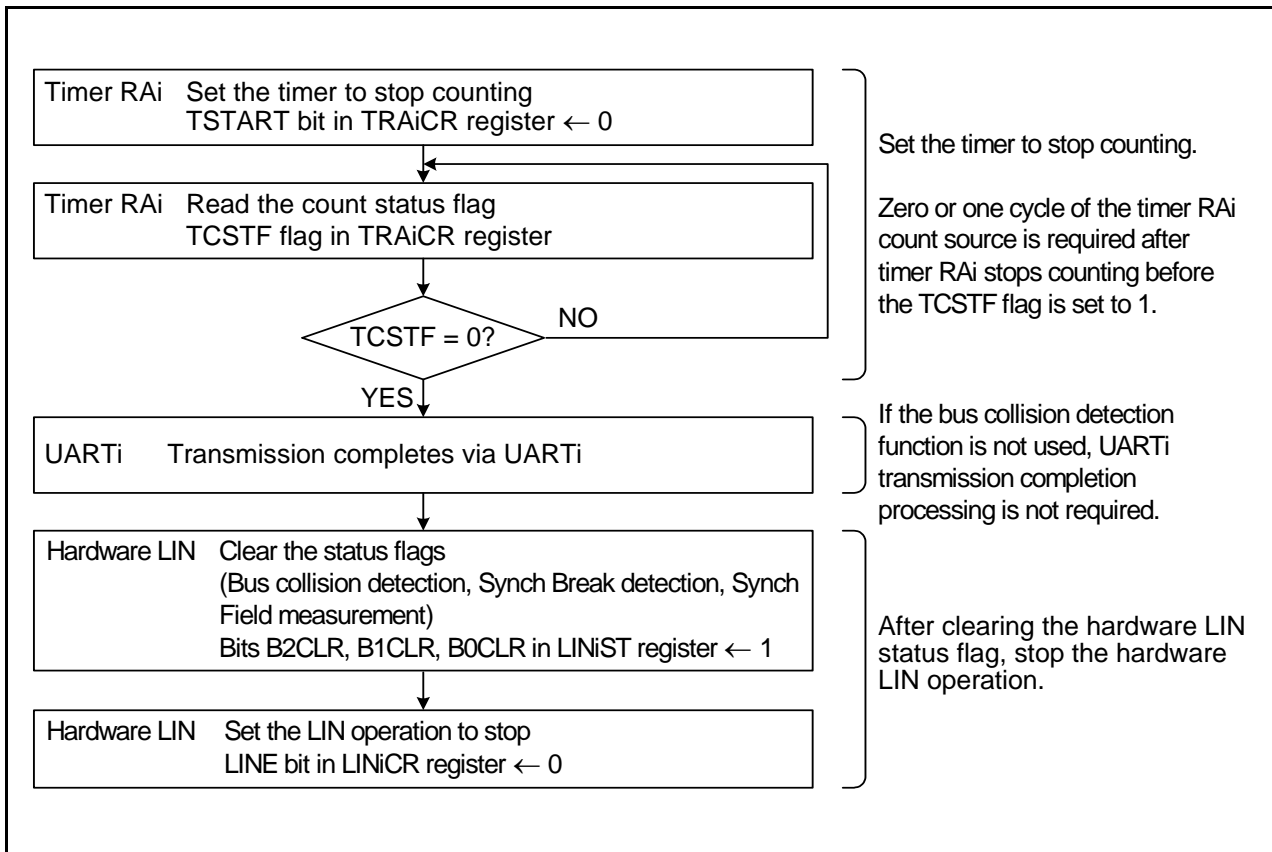 Timer RAi Set the timer to stop counting
TSTART bit in TRAiCR register ← 0
Timer RAi Read the count status flag
TCSTF flag in TRAiCR register
TCSTF = 0?
NO
YES
Set the timer to stop counting.
Zero or one cycle of the timer RAi
count source is required after
timer RAi stops counting before
the TCSTF flag is set to 1.
UARTi Transmission completes via UARTi
If the bus collision detection
function is not used, UARTi
transmission completion
processing is not required.
Hardware LIN Clear the status flags
(Bus collision detection, Synch Break detection, Synch
Field measurement)
Bits B2CLR, B1CLR, B0CLR in LINiST register ← 1
Hardware LIN Set the LIN operation to stop
LINE bit in LINiCR register ← 0
After clearing the hardware LIN
status flag, stop the hardware
LIN operation.